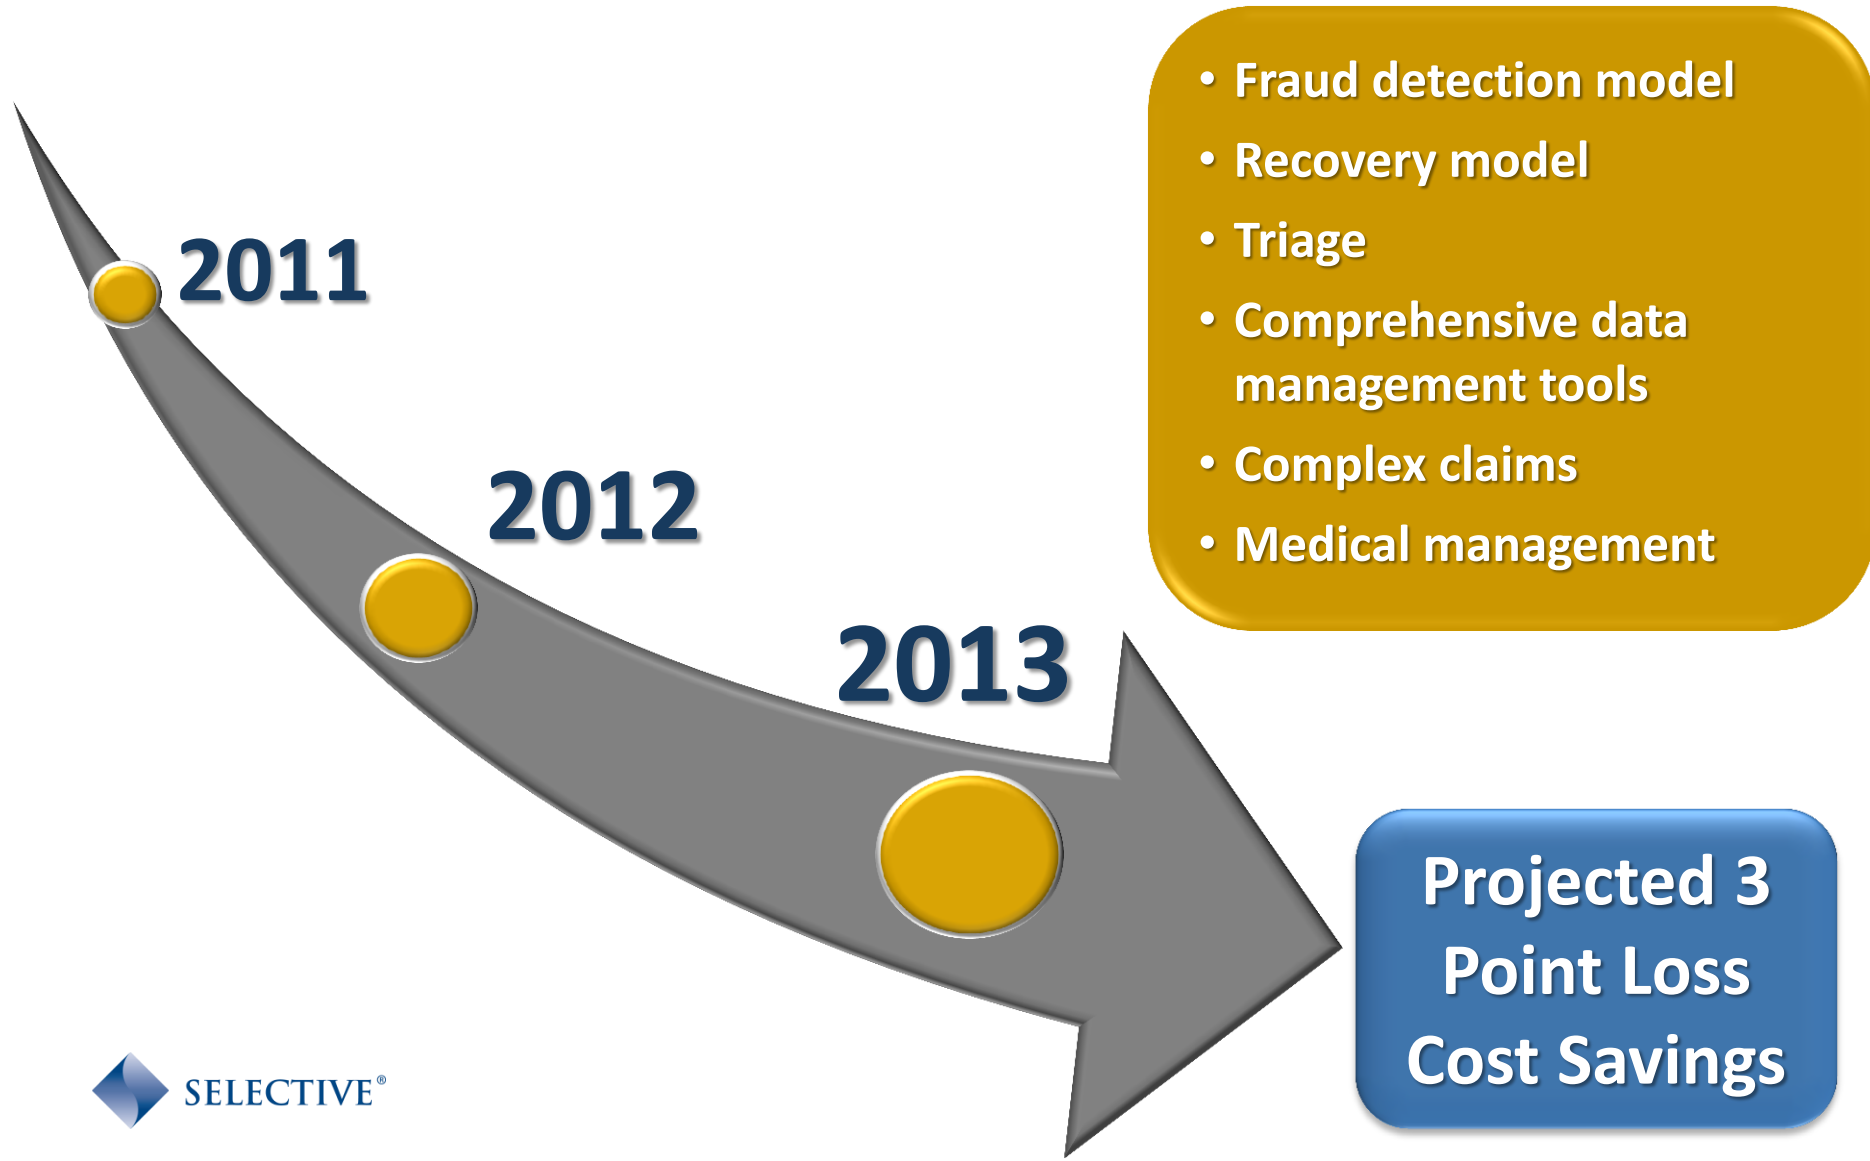 • Fraud detection model
• Recovery model
• Triage
• Comprehensive data
management tools
• Complex claims
• Medical management
2011
2012
2013
Projected 3
Point Loss
Cost Savings
SELECTIVE®